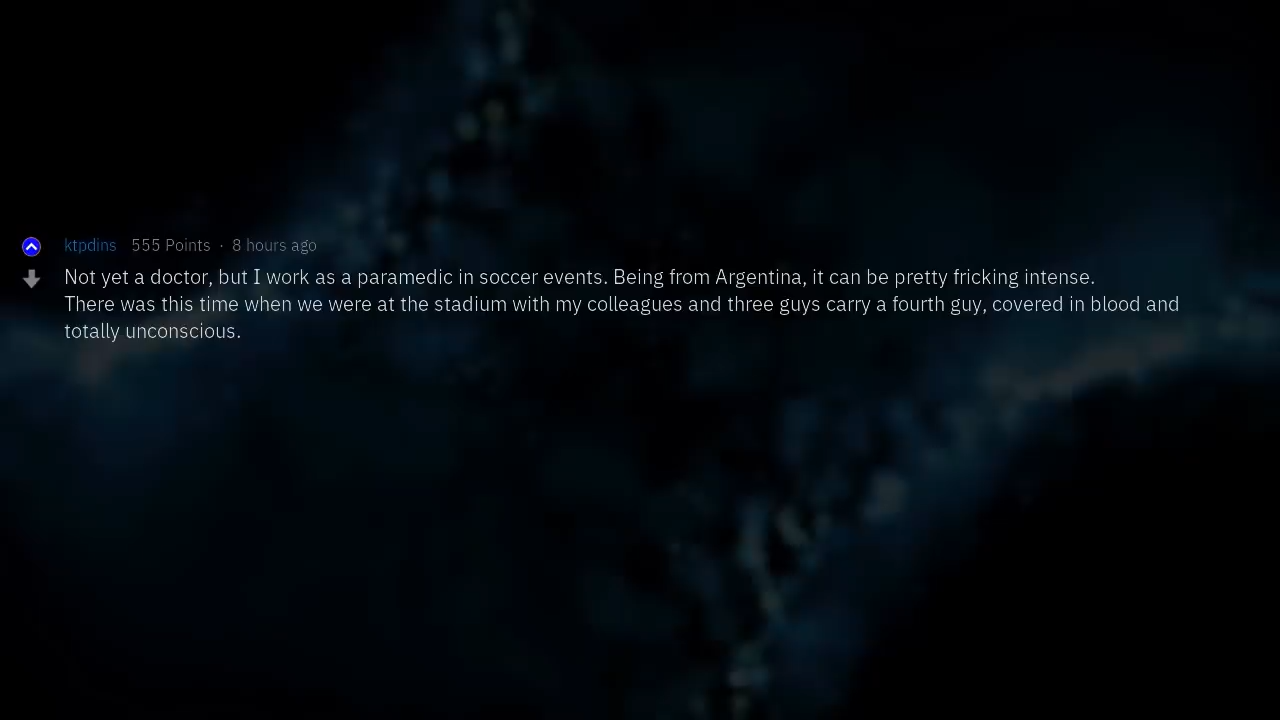 ktpdins 555 Points · 8 hours ago
Not yet a doctor, but I work as a paramedic in soccer events. Being from Argentina, it can be pretty fricking intense.
There was this time when we were at the stadium with my colleagues and three guys carry a fourth guy, covered in blood and
totally unconscious.